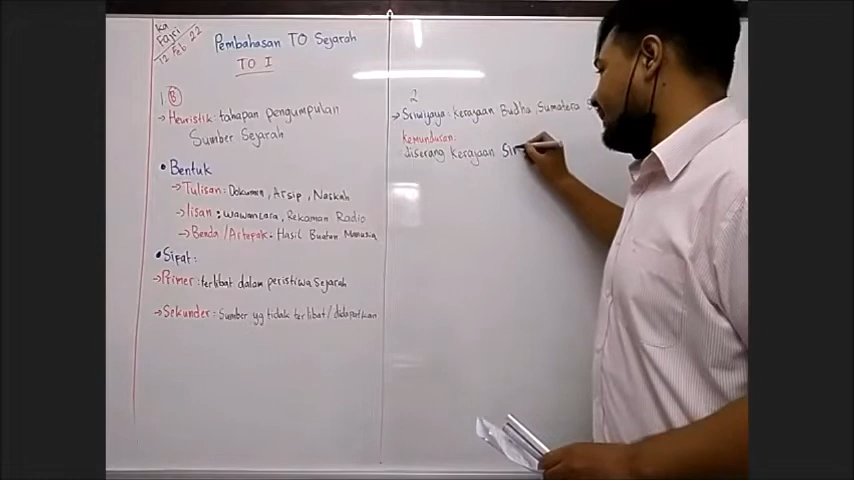 Ka
Fajri
12 Feb 22
Pembahasan TO Sejarah
TO I
1 B
→ Heuristik: tahapan pengumpulan
Sumber Sejarah
• Bentuk
→ Tulisan: Dokumen, Arsip, Naskah
→ lisan: wawancara, Rekaman Radio
→ Benda/Artepak: Hasil Buatan Manusia
• Sifat:
→ Primer: terlibat dalam peristiwa Sejarah
→ Sekunder: Sumber yg tidak terlibat/didapatkan
2
→ Sriwijaya: kerajaan Budha, Sumatera
Kemunduran:
diserang kerajaan